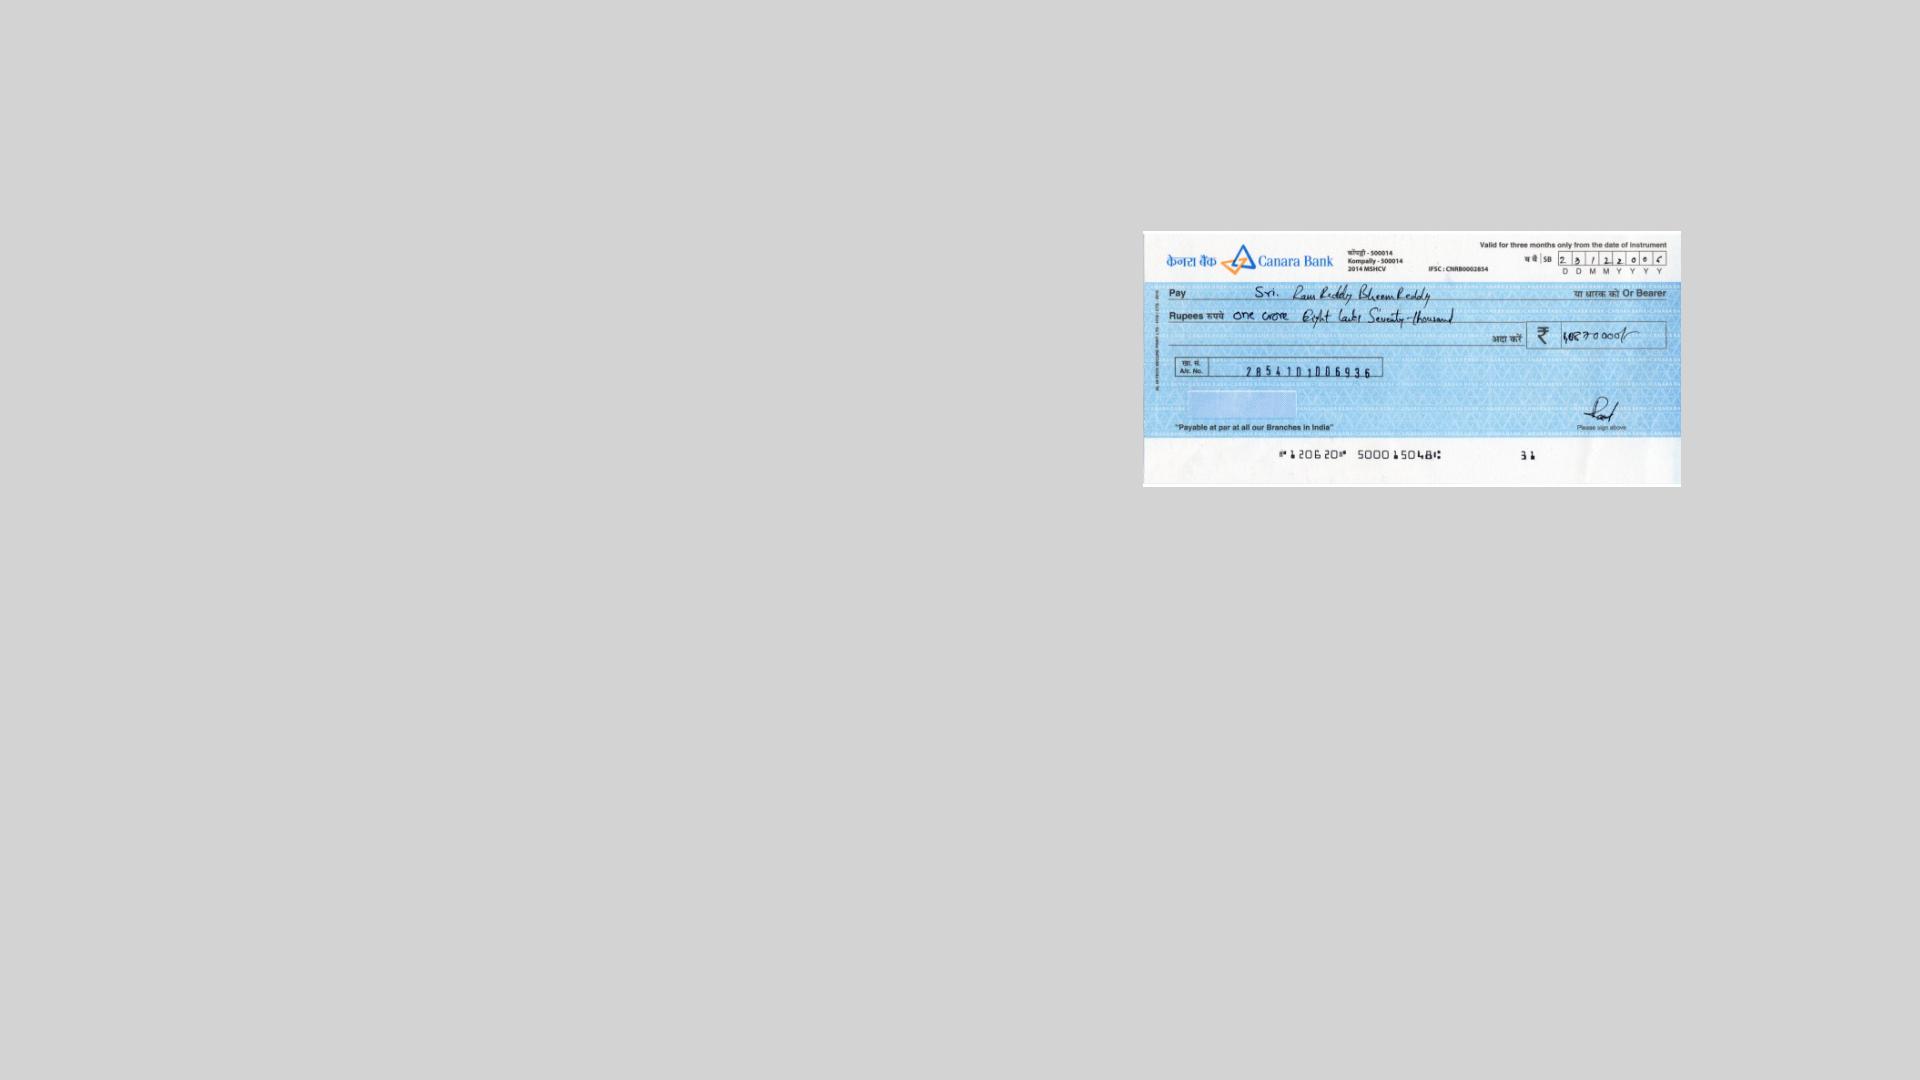 Valid for three months only from the date of instrument
केनरा बैंक Canara Bank
कोंपल्ली - 500014
Kompally - 500014
2014 MSHCV
IFSC : CNRB0002854
ब बैं SB 2 3 1 2 2 0 0 6
D D M M Y Y Y Y
Pay Sri. Ram Reddy Bheem Reddy या धारक को Or Bearer
Rupees रुपये one crore Eight lacks Seventy-thousand
अदा करें ₹ 10870000/-
खा. सं.
A/c. No. 2854101006936
"Payable at par at all our Branches in India"
Please sign above
⑈120620⑈ 500015048⑆ 31